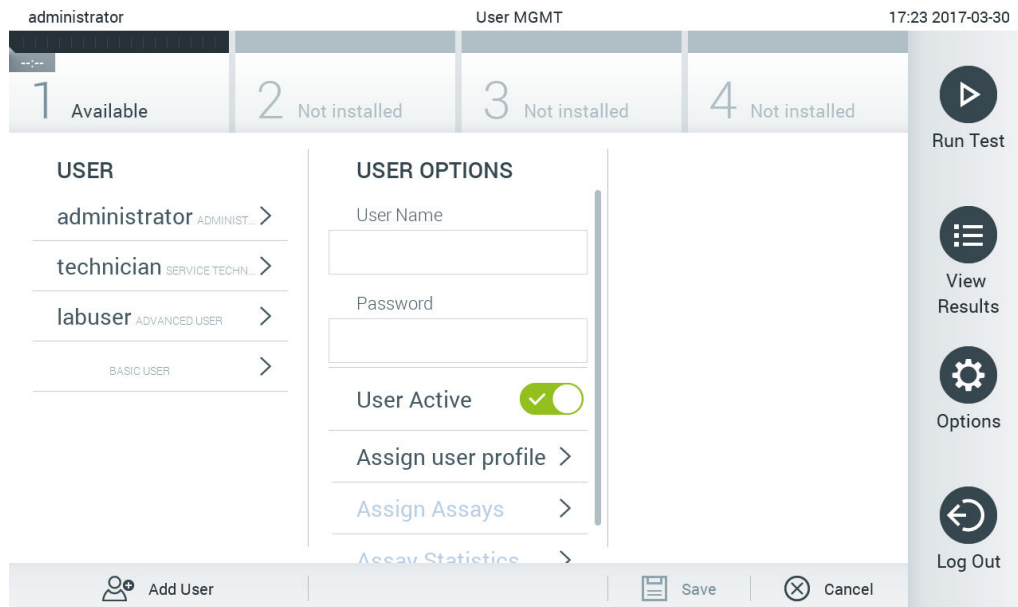 administrator
User MGMT
17:23 2017-03-30
--:--
1 Available
2 Not installed
3 Not installed
4 Not installed
Run Test
View
Results
Options
Log Out
USER
administrator ADMINIST...
technician SERVICE TECHN...
labuser ADVANCED USER
BASIC USER
USER OPTIONS
User Name
Password
User Active
Assign user profile
Assign Assays
Assay Statistics
Add User
Save
Cancel